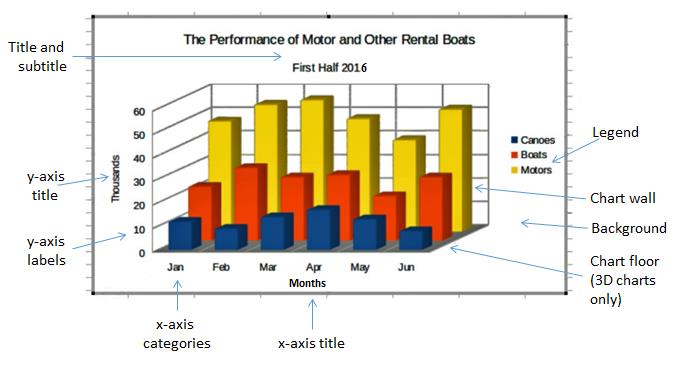 The Performance of Motor and Other Rental Boats
First Half 2016
Title and
subtitle
60
50
40
30
20
10
0
Thousands
y-axis
title
y-axis
labels
Canoes
Boats
Motors
Legend
Chart wall
Background
Chart floor
(3D charts
only)
Jan Feb Mar Apr May Jun
Months
x-axis
categories
x-axis title